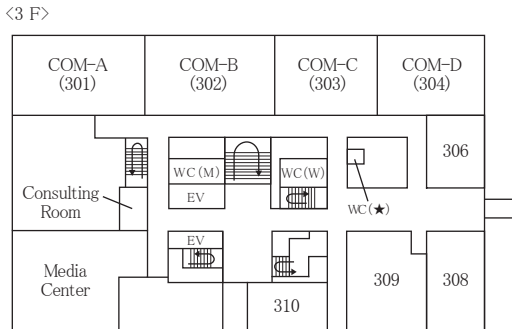 <3 F>
COM-A
(301)
COM-B
(302)
COM-C
(303)
COM-D
(304)
306
WC(M)
WC(W)
EV
WC(★)
Consulting
Room
EV
Media
Center
309
308
310